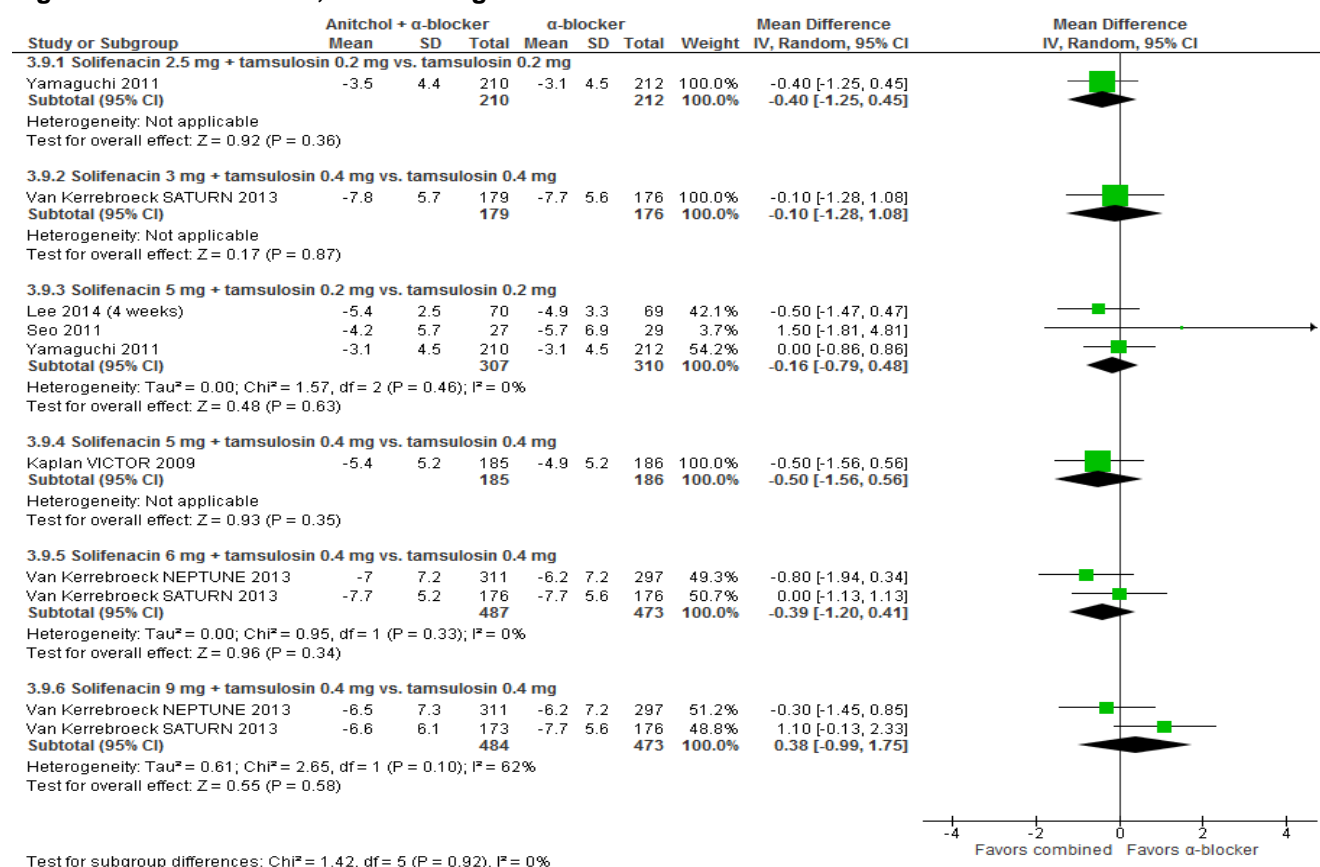 Anitchol + α-blocker α-blocker Mean Difference Mean Difference
Study or Subgroup Mean SD Total Mean SD Total Weight IV, Random, 95% CI IV, Random, 95% CI
3.9.1 Solifenacin 2.5 mg + tamsulosin 0.2 mg vs. tamsulosin 0.2 mg
Yamaguchi 2011 -3.5 4.4 210 -3.1 4.5 212 100.0% -0.40 [-1.25, 0.45]
Subtotal (95% CI) 210 212 100.0% -0.40 [-1.25, 0.45]
Heterogeneity: Not applicable
Test for overall effect: Z = 0.92 (P = 0.36)
3.9.2 Solifenacin 3 mg + tamsulosin 0.4 mg vs. tamsulosin 0.4 mg
Van Kerrebroeck SATURN 2013 -7.8 5.7 179 -7.7 5.6 176 100.0% -0.10 [-1.28, 1.08]
Subtotal (95% CI) 179 176 100.0% -0.10 [-1.28, 1.08]
Heterogeneity: Not applicable
Test for overall effect: Z = 0.17 (P = 0.87)
3.9.3 Solifenacin 5 mg + tamsulosin 0.2 mg vs. tamsulosin 0.2 mg
Lee 2014 (4 weeks) -5.4 2.5 70 -4.9 3.3 69 42.1% -0.50 [-1.47, 0.47]
Seo 2011 -4.2 5.7 27 -5.7 6.9 29 3.7% 1.50 [-1.81, 4.81]
Yamaguchi 2011 -3.1 4.5 210 -3.1 4.5 212 54.2% 0.00 [-0.86, 0.86]
Subtotal (95% CI) 307 310 100.0% -0.16 [-0.79, 0.48]
Heterogeneity: Tau² = 0.00; Chi² = 1.57, df = 2 (P = 0.46); I² = 0%
Test for overall effect: Z = 0.48 (P = 0.63)
3.9.4 Solifenacin 5 mg + tamsulosin 0.4 mg vs. tamsulosin 0.4 mg
Kaplan VICTOR 2009 -5.4 5.2 185 -4.9 5.2 186 100.0% -0.50 [-1.56, 0.56]
Subtotal (95% CI) 185 186 100.0% -0.50 [-1.56, 0.56]
Heterogeneity: Not applicable
Test for overall effect: Z = 0.93 (P = 0.35)
3.9.5 Solifenacin 6 mg + tamsulosin 0.4 mg vs. tamsulosin 0.4 mg
Van Kerrebroeck NEPTUNE 2013 -7 7.2 311 -6.2 7.2 297 49.3% -0.80 [-1.94, 0.34]
Van Kerrebroeck SATURN 2013 -7.7 5.2 176 -7.7 5.6 176 50.7% 0.00 [-1.13, 1.13]
Subtotal (95% CI) 487 473 100.0% -0.39 [-1.20, 0.41]
Heterogeneity: Tau² = 0.00; Chi² = 0.95, df = 1 (P = 0.33); I² = 0%
Test for overall effect: Z = 0.96 (P = 0.34)
3.9.6 Solifenacin 9 mg + tamsulosin 0.4 mg vs. tamsulosin 0.4 mg
Van Kerrebroeck NEPTUNE 2013 -6.5 7.3 311 -6.2 7.2 297 51.2% -0.30 [-1.45, 0.85]
Van Kerrebroeck SATURN 2013 -6.6 6.1 173 -7.7 5.6 176 48.8% 1.10 [-0.13, 2.33]
Subtotal (95% CI) 484 473 100.0% 0.38 [-0.99, 1.75]
Heterogeneity: Tau² = 0.61; Chi² = 2.65, df = 1 (P = 0.10); I² = 62%
Test for overall effect: Z = 0.55 (P = 0.58)
-4 -2 0 2 4
Favors combined Favors α-blocker
Test for subgroup differences: Chi² = 1.42, df = 5 (P = 0.92), I² = 0%